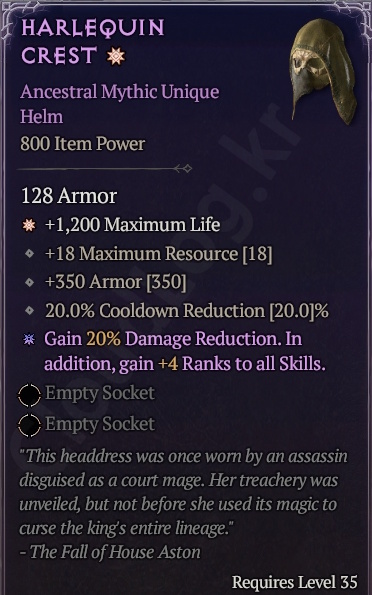 HARLEQUIN
CREST
Ancestral Mythic Unique
Helm
800 Item Power
128 Armor
+1,200 Maximum Life
+18 Maximum Resource [18]
+350 Armor [350]
20.0% Cooldown Reduction [20.0]%
Gain 20% Damage Reduction. In
addition, gain +4 Ranks to all Skills.
Empty Socket
Empty Socket
"This headdress was once worn by an assassin
disguised as a court mage. Her treachery was
unveiled, but not before she used its magic to
curse the king's entire lineage."
- The Fall of House Aston
Requires Level 35